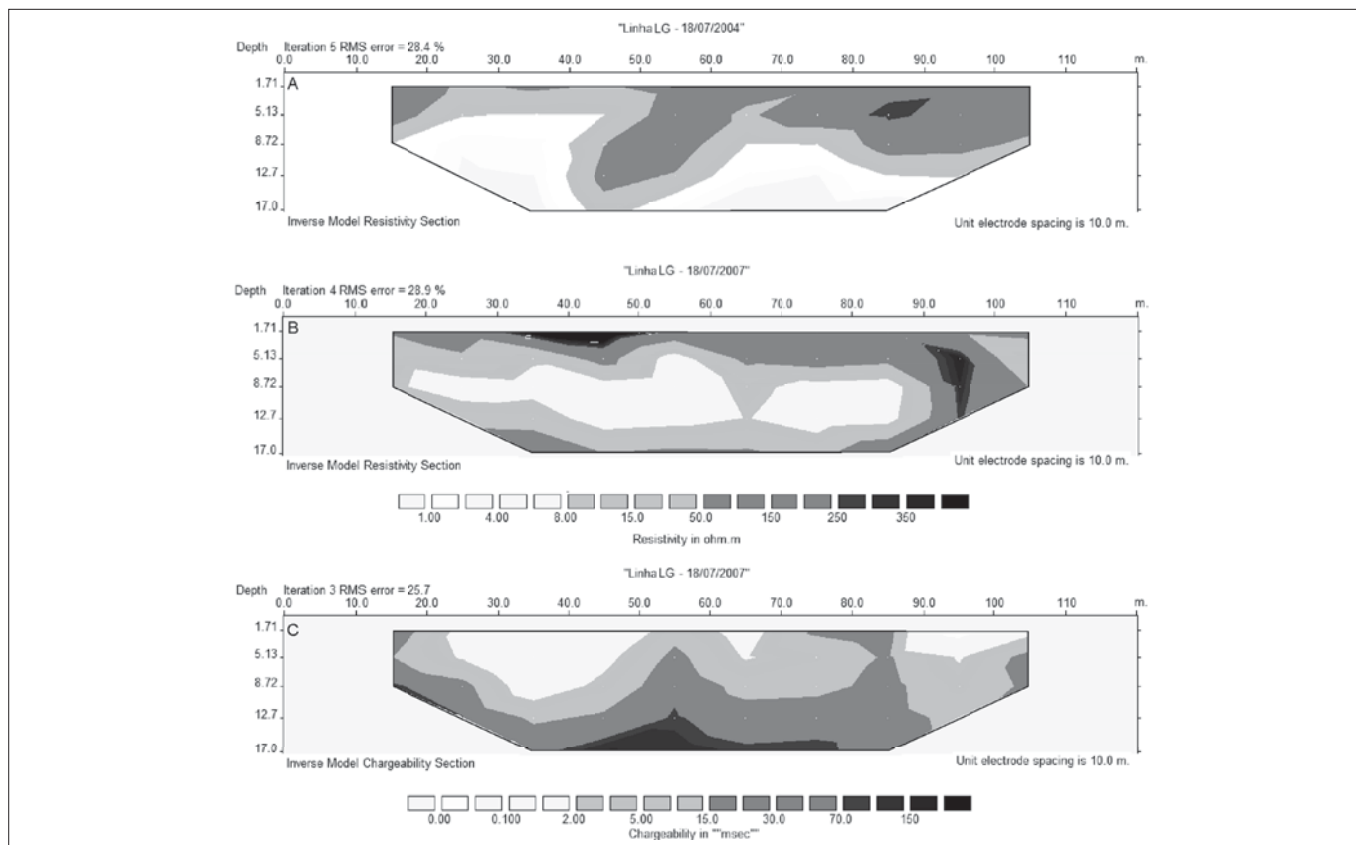 "Linha LG - 18/07/2004"
Depth Iteration 5 RMS error = 28.4 %
0.0 10.0 20.0 30.0 40.0 50.0 60.0 70.0 80.0 90.0 100 110 m.
A
1.71
5.13
8.72
12.7
17.0
Inverse Model Resistivity Section Unit electrode spacing is 10.0 m.
"Linha LG - 18/07/2007"
Depth Iteration 4 RMS error = 28.9 %
0.0 10.0 20.0 30.0 40.0 50.0 60.0 70.0 80.0 90.0 100 110 m.
B
1.71
5.13
8.72
12.7
17.0
Inverse Model Resistivity Section Unit electrode spacing is 10.0 m.
1.00 4.00 8.00 15.0 50.0 150 250 350
Resistivity in ohm.m
"Linha LG - 18/07/2007"
Depth Iteration 3 RMS error = 25.7
0.0 10.0 20.0 30.0 40.0 50.0 60.0 70.0 80.0 90.0 100 110 m.
C
1.71
5.13
8.72
12.7
17.0
Inverse Model Chargeability Section Unit electrode spacing is 10.0 m.
0.00 0.100 2.00 5.00 15.0 30.0 70.0 150
Chargeability in ""msec""